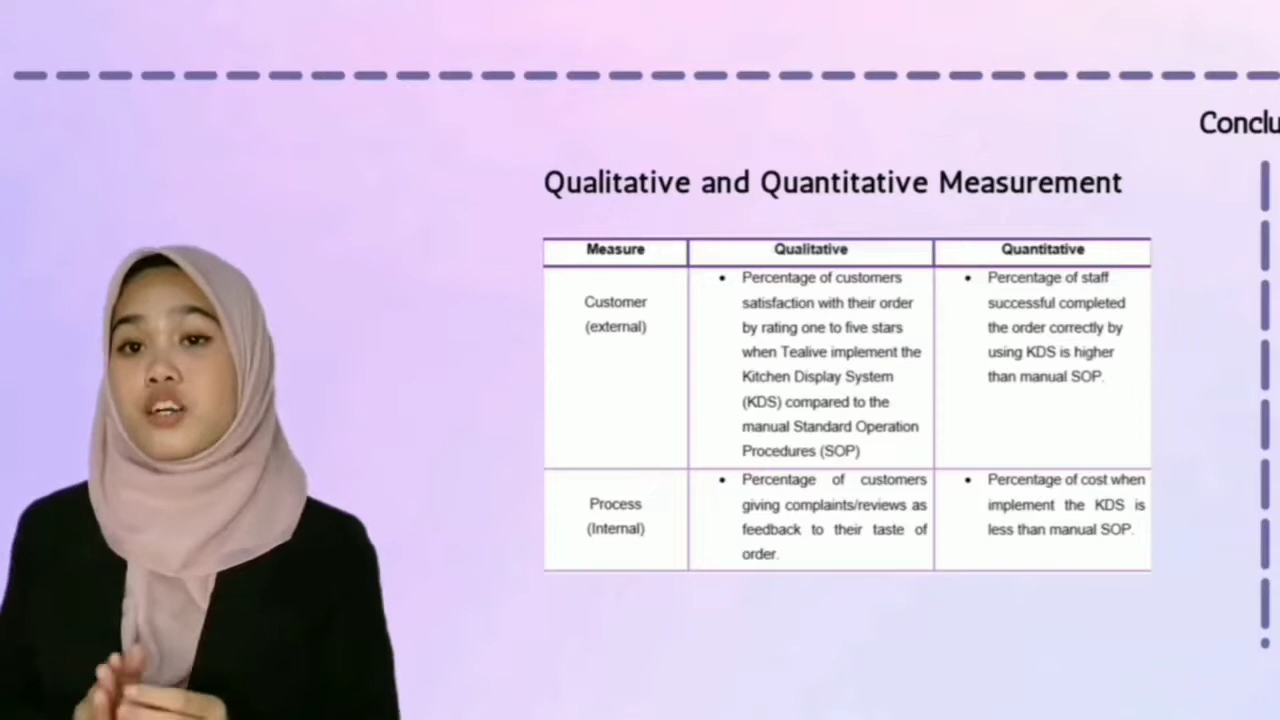 Conclu
Qualitative and Quantitative Measurement
Measure
Qualitative
Quantitative
Customer
(external)
• Percentage of customers
satisfaction with their order
by rating one to five stars
when Tealive implement the
Kitchen Display System
(KDS) compared to the
manual Standard Operation
Procedures (SOP)
• Percentage of staff
successful completed
the order correctly by
using KDS is higher
than manual SOP.
Process
(Internal)
• Percentage of customers
giving complaints/reviews as
feedback to their taste of
order.
• Percentage of cost when
implement the KDS is
less than manual SOP.